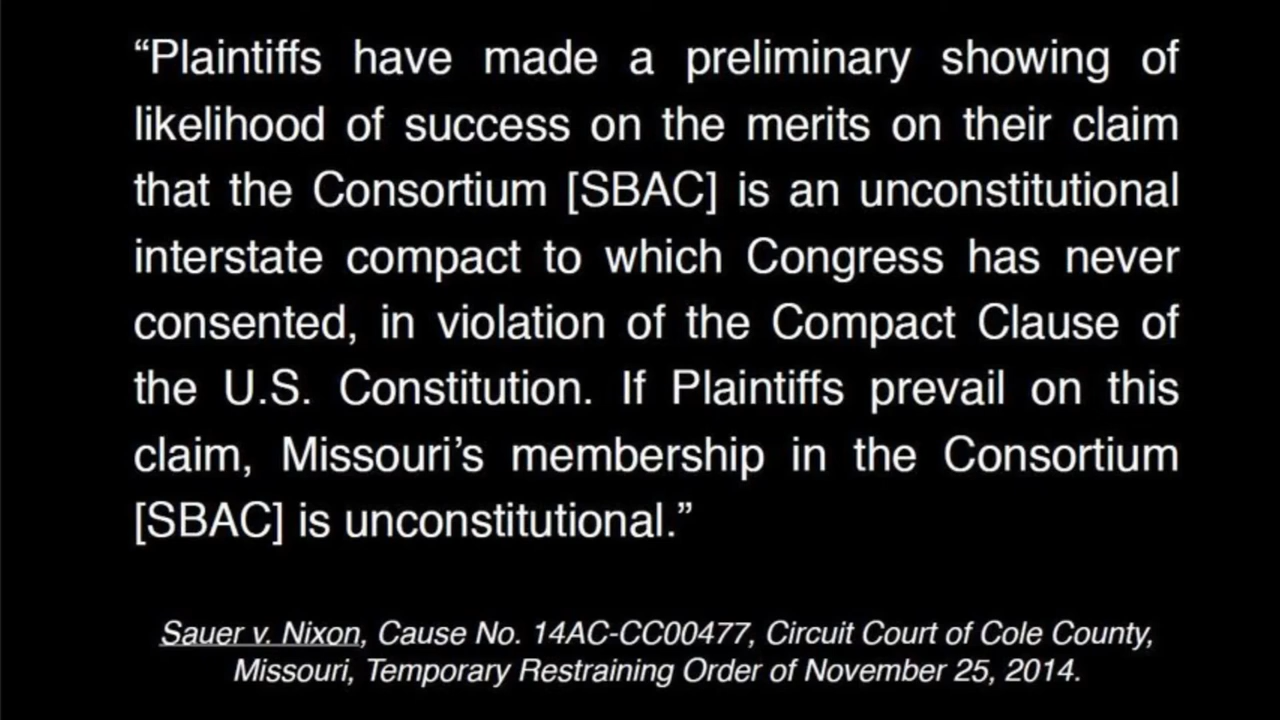 “Plaintiffs have made a preliminary showing of
likelihood of success on the merits on their claim
that the Consortium [SBAC] is an unconstitutional
interstate compact to which Congress has never
consented, in violation of the Compact Clause of
the U.S. Constitution. If Plaintiffs prevail on this
claim, Missouri’s membership in the Consortium
[SBAC] is unconstitutional.”
Sauer v. Nixon, Cause No. 14AC-CC00477, Circuit Court of Cole County,
Missouri, Temporary Restraining Order of November 25, 2014.